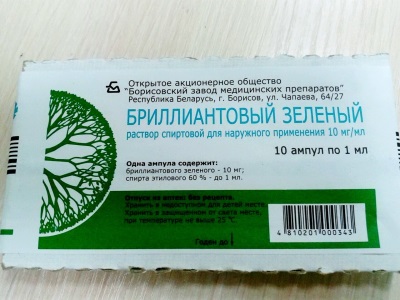 Открытое акционерное общество
"Борисовский завод медицинских препаратов"
Республика Беларусь, г. Борисов, ул. Чапаева, 64/27
БРИЛЛИАНТОВЫЙ ЗЕЛЕНЫЙ
раствор спиртовой для наружного применения 10 мг/мл
10 ампул по 1 мл
Одна ампула содержит:
бриллиантового зеленого - 10 мг;
спирта этилового 60 % - до 1 мл.
Отпуск из аптек: без рецепта.
Хранить в недоступном для детей месте.
Хранить в защищенном от света месте,
при температуре не выше 25 °С.
Годен до
4 810201 000343